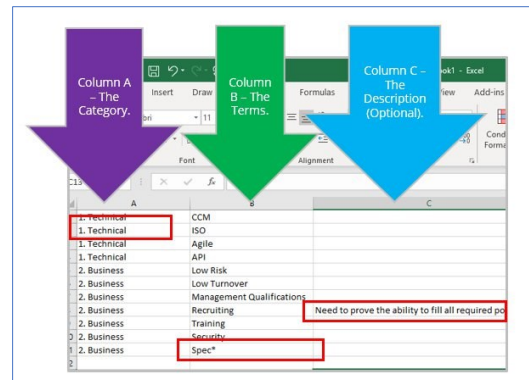 Column A
– The
Category.
Column
B – The
Terms.
Column C –
The
Description
(Optional).
ook1 - Excel
Insert
Draw
Formulas
View
Add-ins
11
Cond
Forma
Font
Alignment
A
B
C
1. Technical
CCM
1. Technical
ISO
1. Technical
Agile
1. Technical
API
2. Business
Low Risk
2. Business
Low Turnover
2. Business
Management Qualifications
2. Business
Recruiting
Need to prove the ability to fill all required po
2. Business
Training
2. Business
Security
2. Business
Spec*